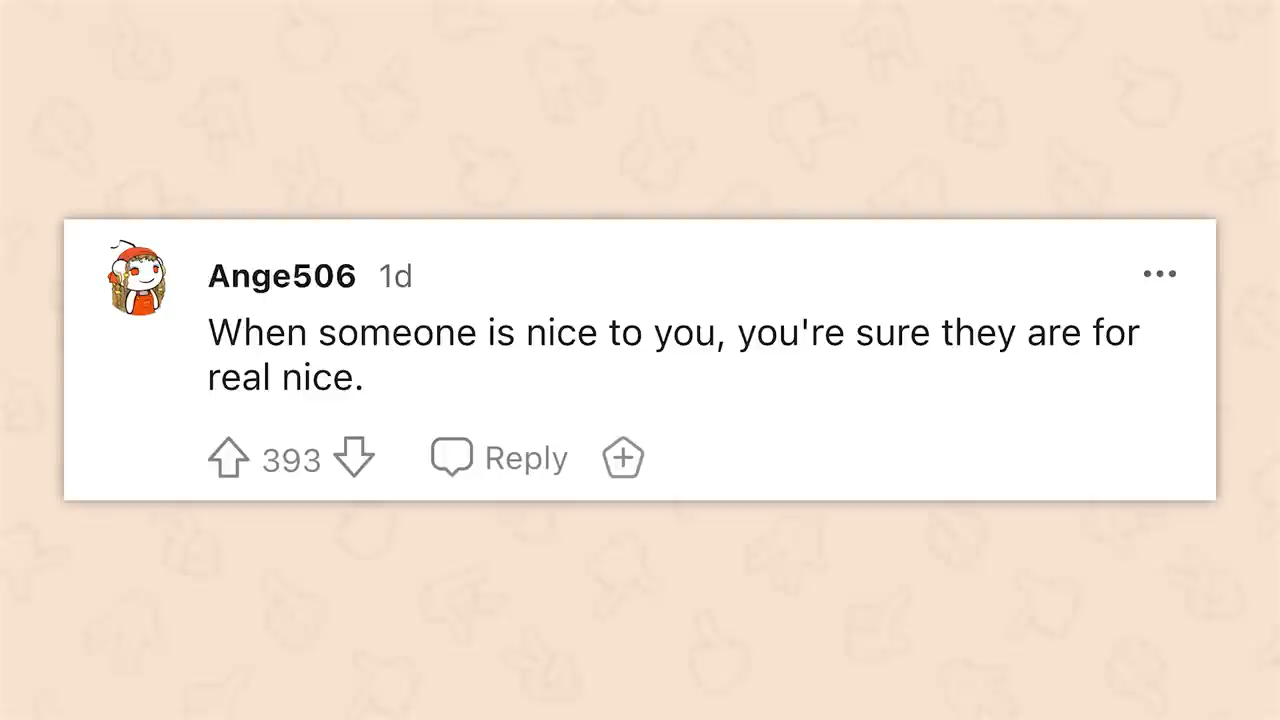 Ange506 1d
When someone is nice to you, you're sure they are for
real nice.
393 Reply